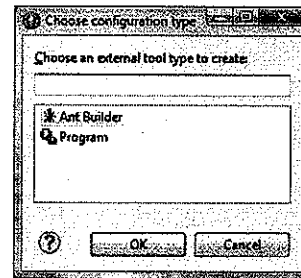 Choose configuration type
Choose an external tool type to create:
Ant Builder
Program
?
OK
Cancel